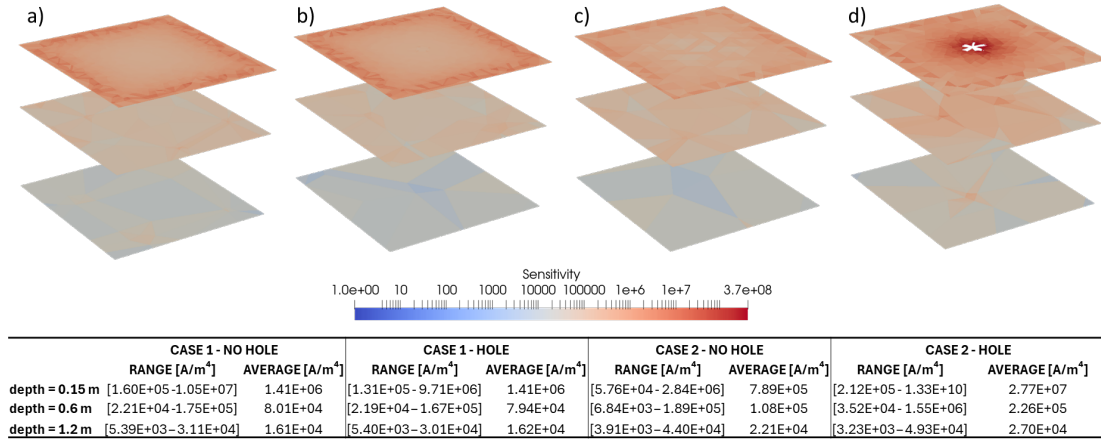 a) b) c) d)
Sensitivity
1.0e+00 10 100 1000 10000 100000 1e+6 1e+7 3.7e+08
CASE 1 - NO HOLE CASE 1 - HOLE CASE 2 - NO HOLE CASE 2 - HOLE
RANGE [A/m⁴] AVERAGE [A/m⁴] RANGE [A/m⁴] AVERAGE [A/m⁴] RANGE [A/m⁴] AVERAGE [A/m⁴] RANGE [A/m⁴] AVERAGE [A/m⁴]
depth = 0.15 m [1.60E+05-1.05E+07] 1.41E+06 [1.31E+05 - 9.71E+06] 1.41E+06 [5.76E+04 - 2.84E+06] 7.89E+05 [2.12E+05 - 1.33E+10] 2.77E+07
depth = 0.6 m [2.21E+04-1.75E+05] 8.01E+04 [2.19E+04 – 1.67E+05] 7.94E+04 [6.84E+03 – 1.89E+05] 1.08E+05 [3.52E+04 - 1.55E+06] 2.26E+05
depth = 1.2 m [5.39E+03 – 3.11E+04] 1.61E+04 [5.40E+03 – 3.01E+04] 1.62E+04 [3.91E+03 – 4.40E+04] 2.21E+04 [3.23E+03 - 4.93E+04] 2.70E+04